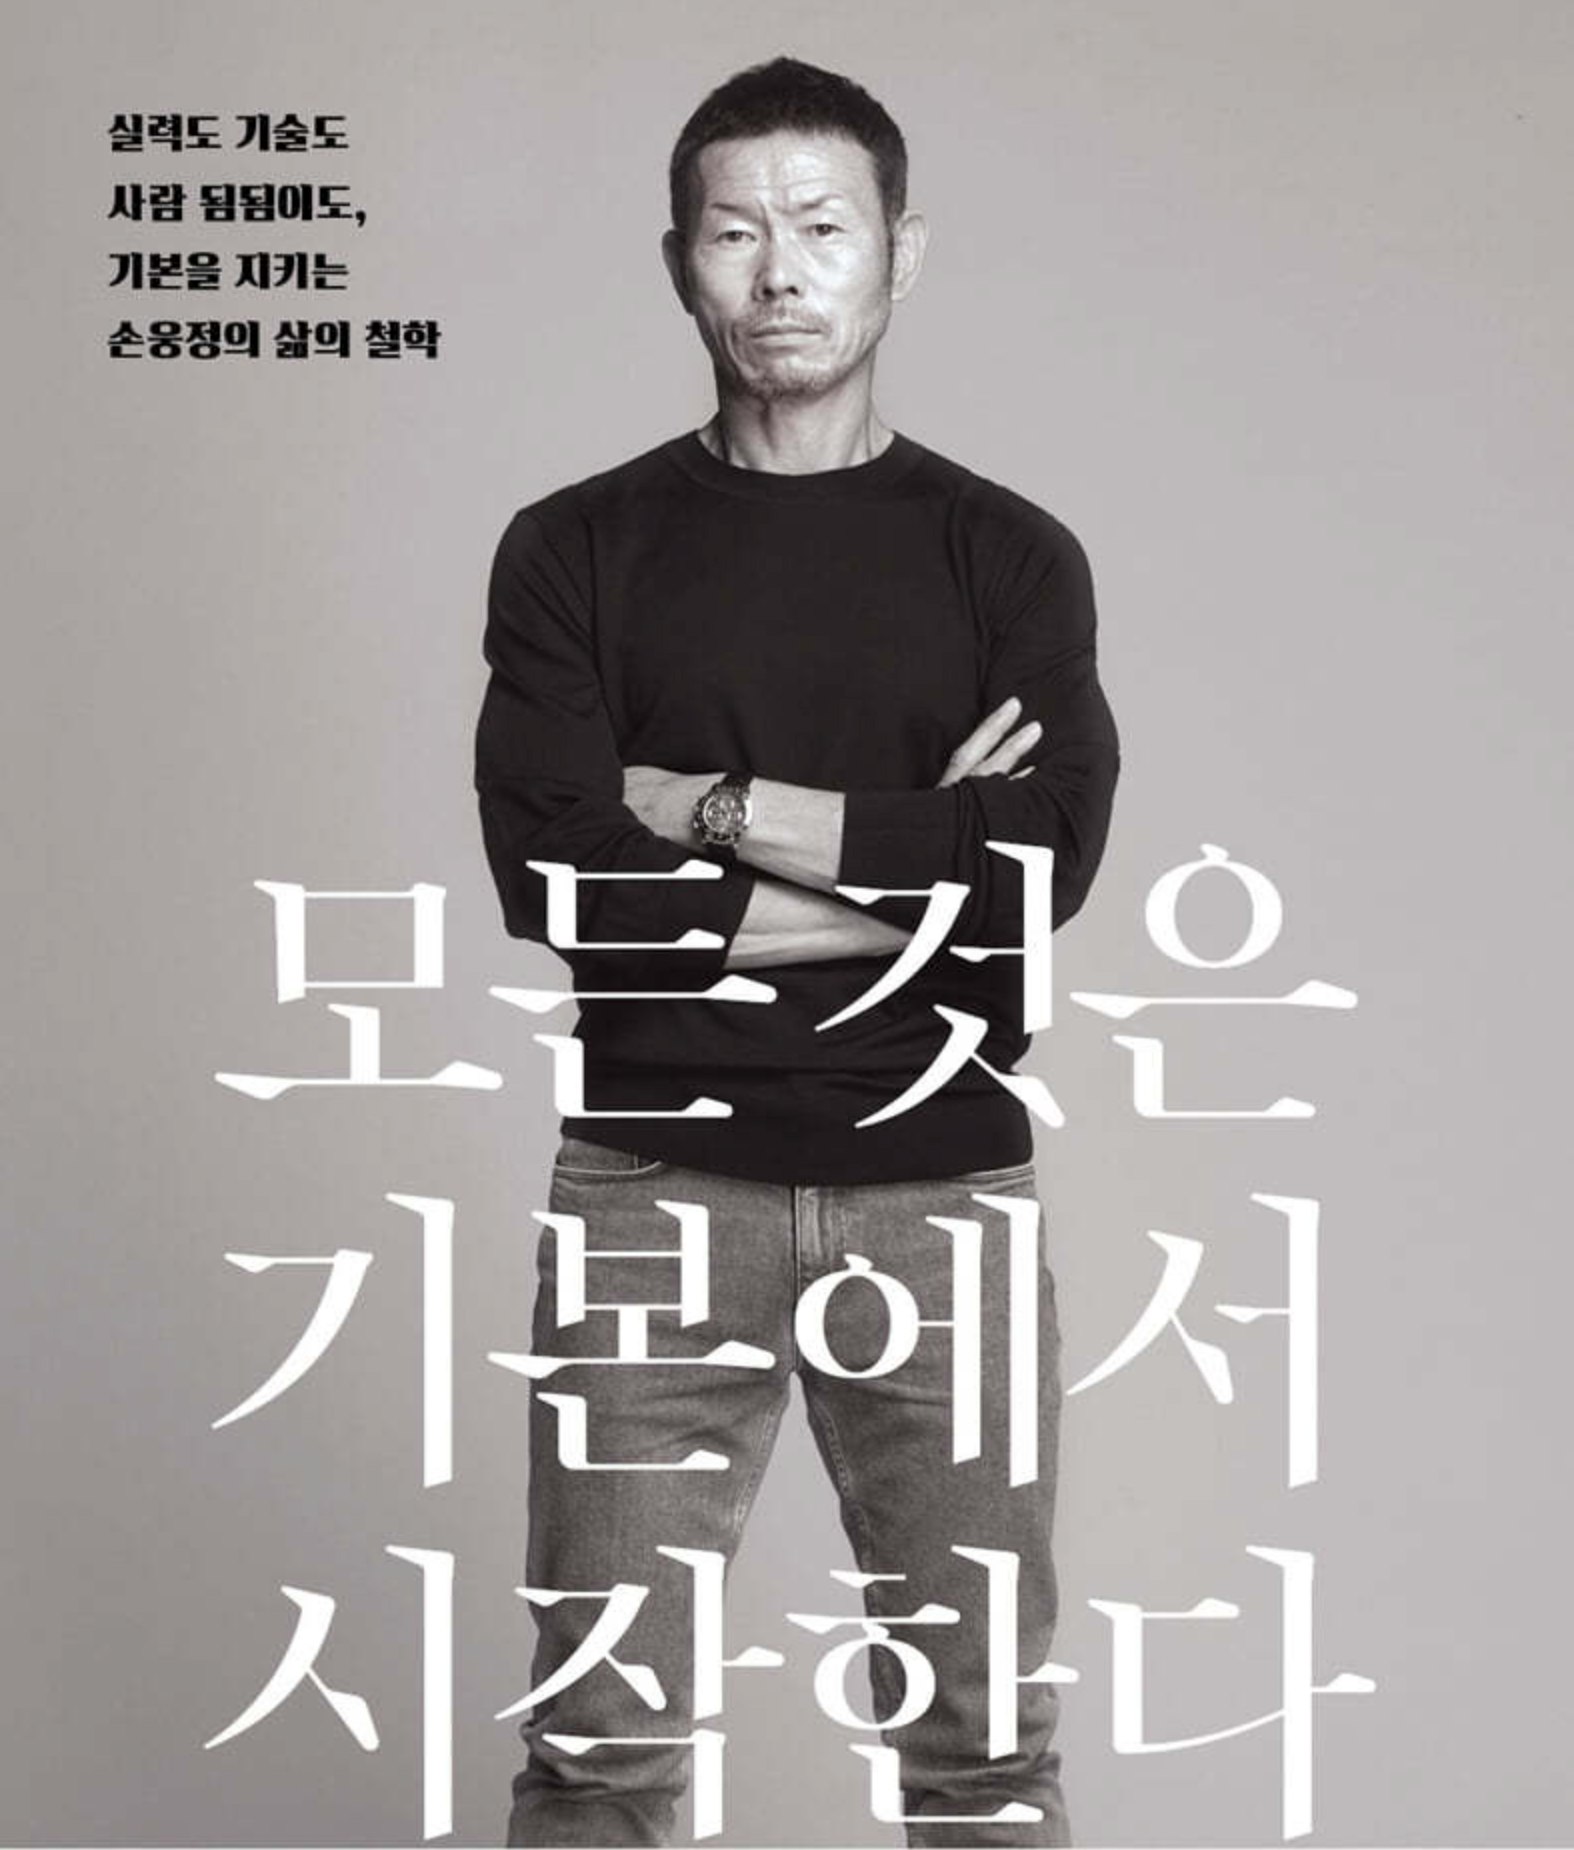 실력도 기술도
사람 됨됨이도,
기본을 지키는
손웅정의 삶의 철학
모든 것은
기본에서
시작한다